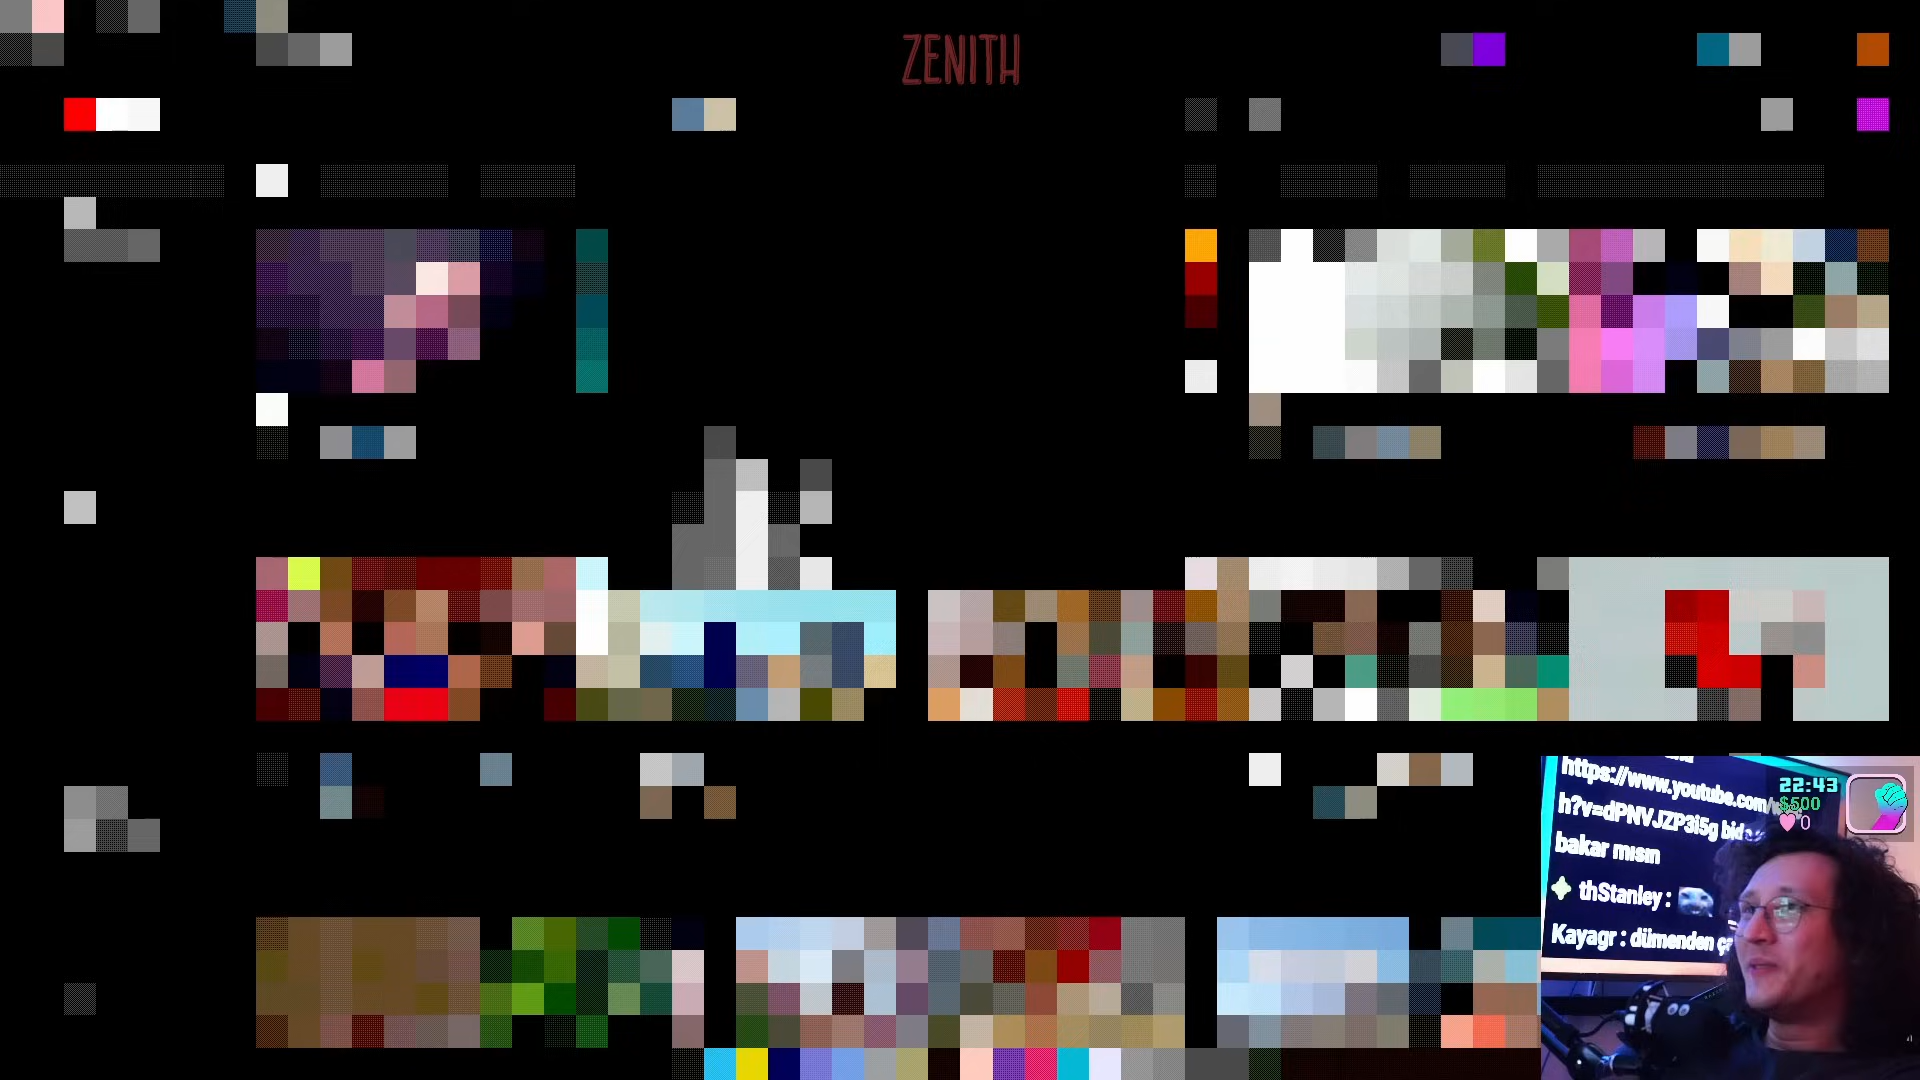 ZENITH
https://www.youtube.com/
h?v=dPNVJZP3i5g
bakar mısın
thStanley :
Kayagr : dümenden
22:43
$500
0